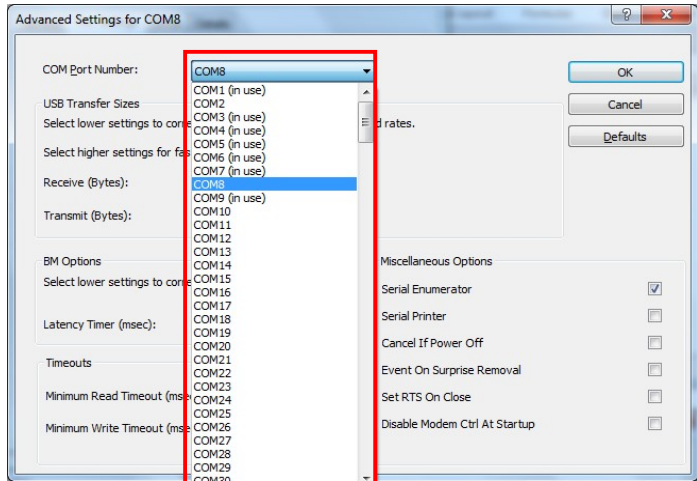 Advanced Settings for COM8
COM Port Number:
COM8
OK
Cancel
Defaults
COM1 (in use)
COM2
COM3 (in use)
COM4 (in use)
COM5 (in use)
COM6 (in use)
COM7 (in use)
COM8
COM9 (in use)
COM10
COM11
COM12
COM13
COM14
COM15
COM16
COM17
COM18
COM19
COM20
COM21
COM22
COM23
COM24
COM25
COM26
COM27
COM28
COM29
COM30
USB Transfer Sizes
Select lower settings to corre
d rates.
Select higher settings for fas
Receive (Bytes):
Transmit (Bytes):
BM Options
Select lower settings to corre
Latency Timer (msec):
Timeouts
Minimum Read Timeout (mse
Minimum Write Timeout (mse
Miscellaneous Options
Serial Enumerator
Serial Printer
Cancel If Power Off
Event On Surprise Removal
Set RTS On Close
Disable Modem Ctrl At Startup